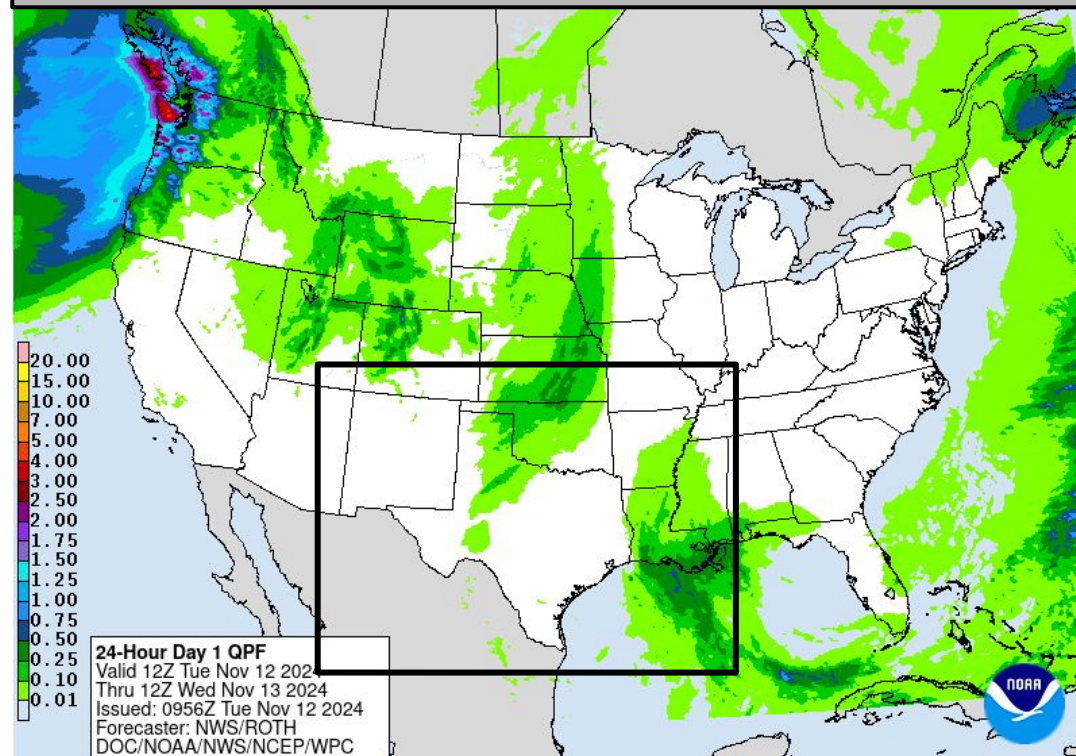 20.00
15.00
10.00
7.00
5.00
4.00
3.00
2.50
2.00
1.75
1.50
1.25
1.00
0.75
0.50
0.25
0.10
0.01
24-Hour Day 1 QPF
Valid 12Z Tue Nov 12 2024
Thru 12Z Wed Nov 13 2024
Issued: 0956Z Tue Nov 12 2024
Forecaster: NWS/ROTH
DOC/NOAA/NWS/NCEP/WPC
NOAA